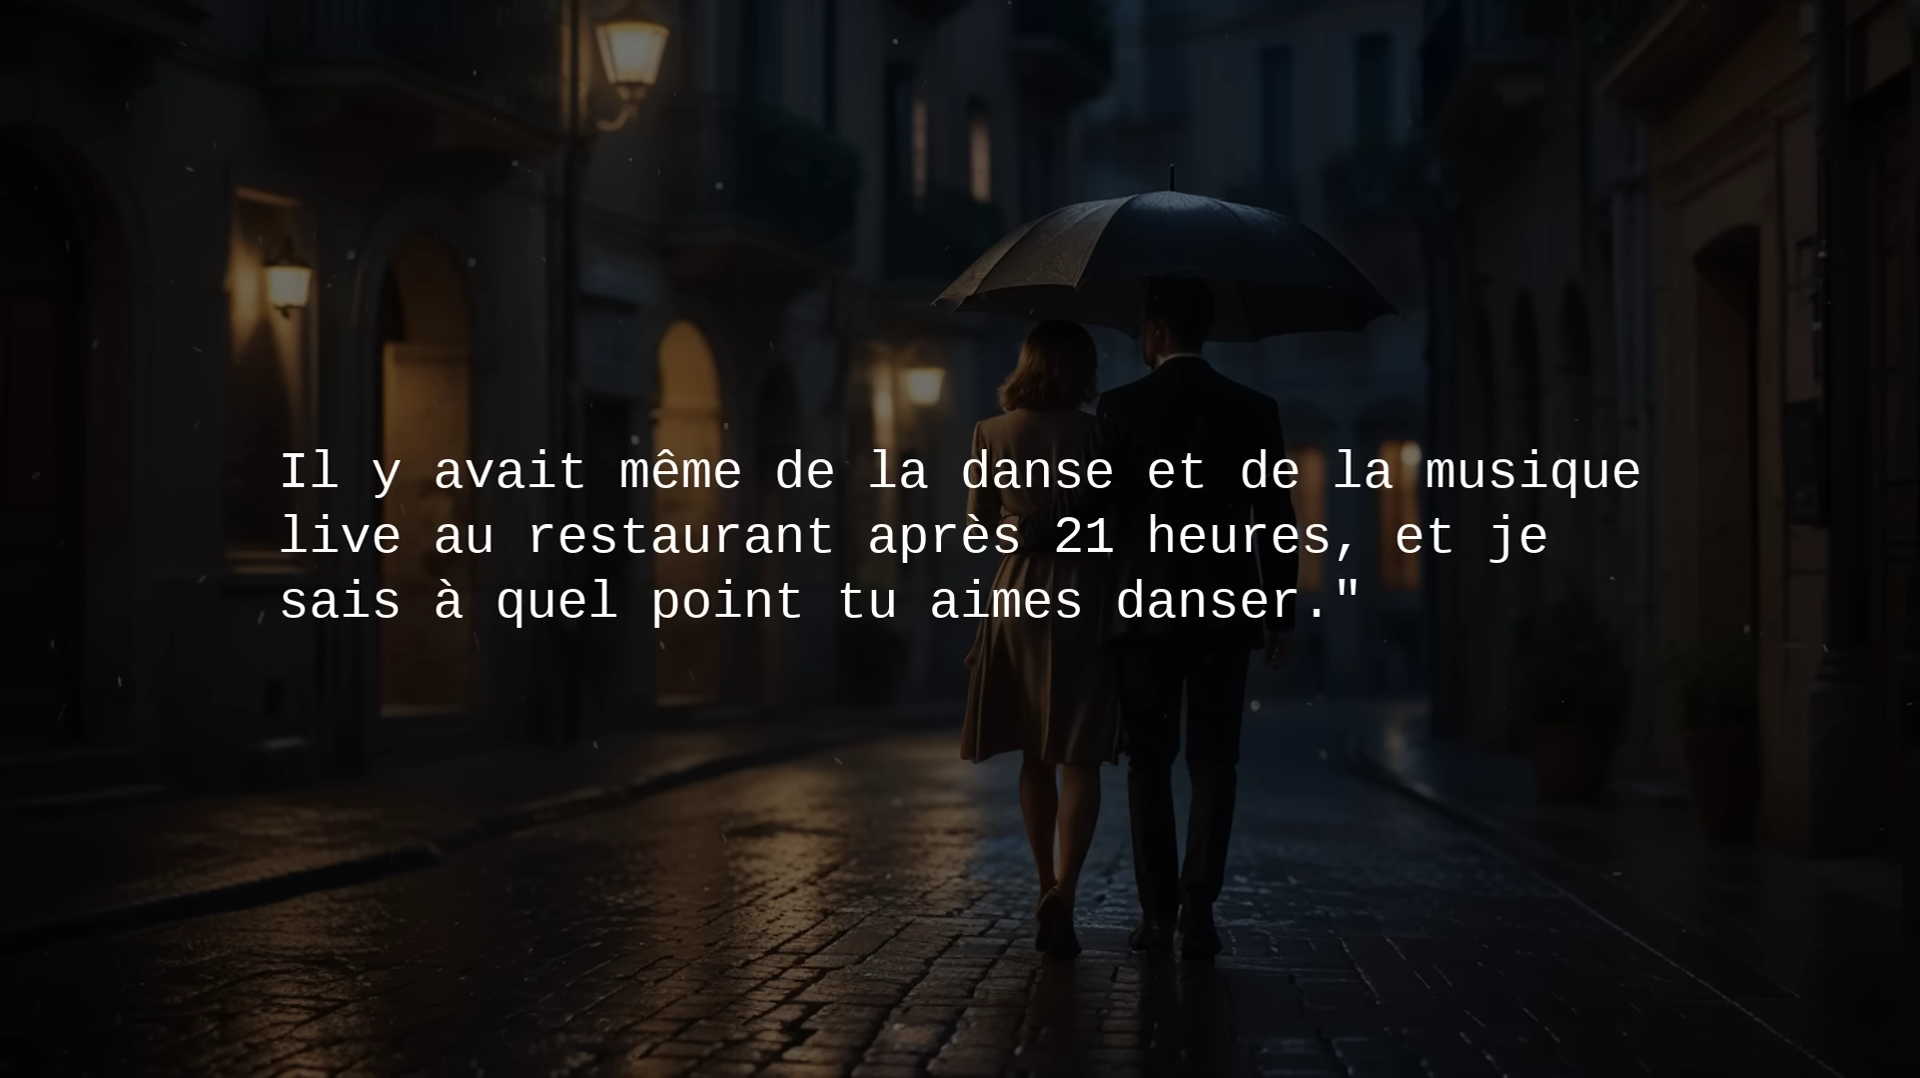 Il y avait même de la danse et de la musique
live au restaurant après 21 heures, et je
sais à quel point tu aimes danser."